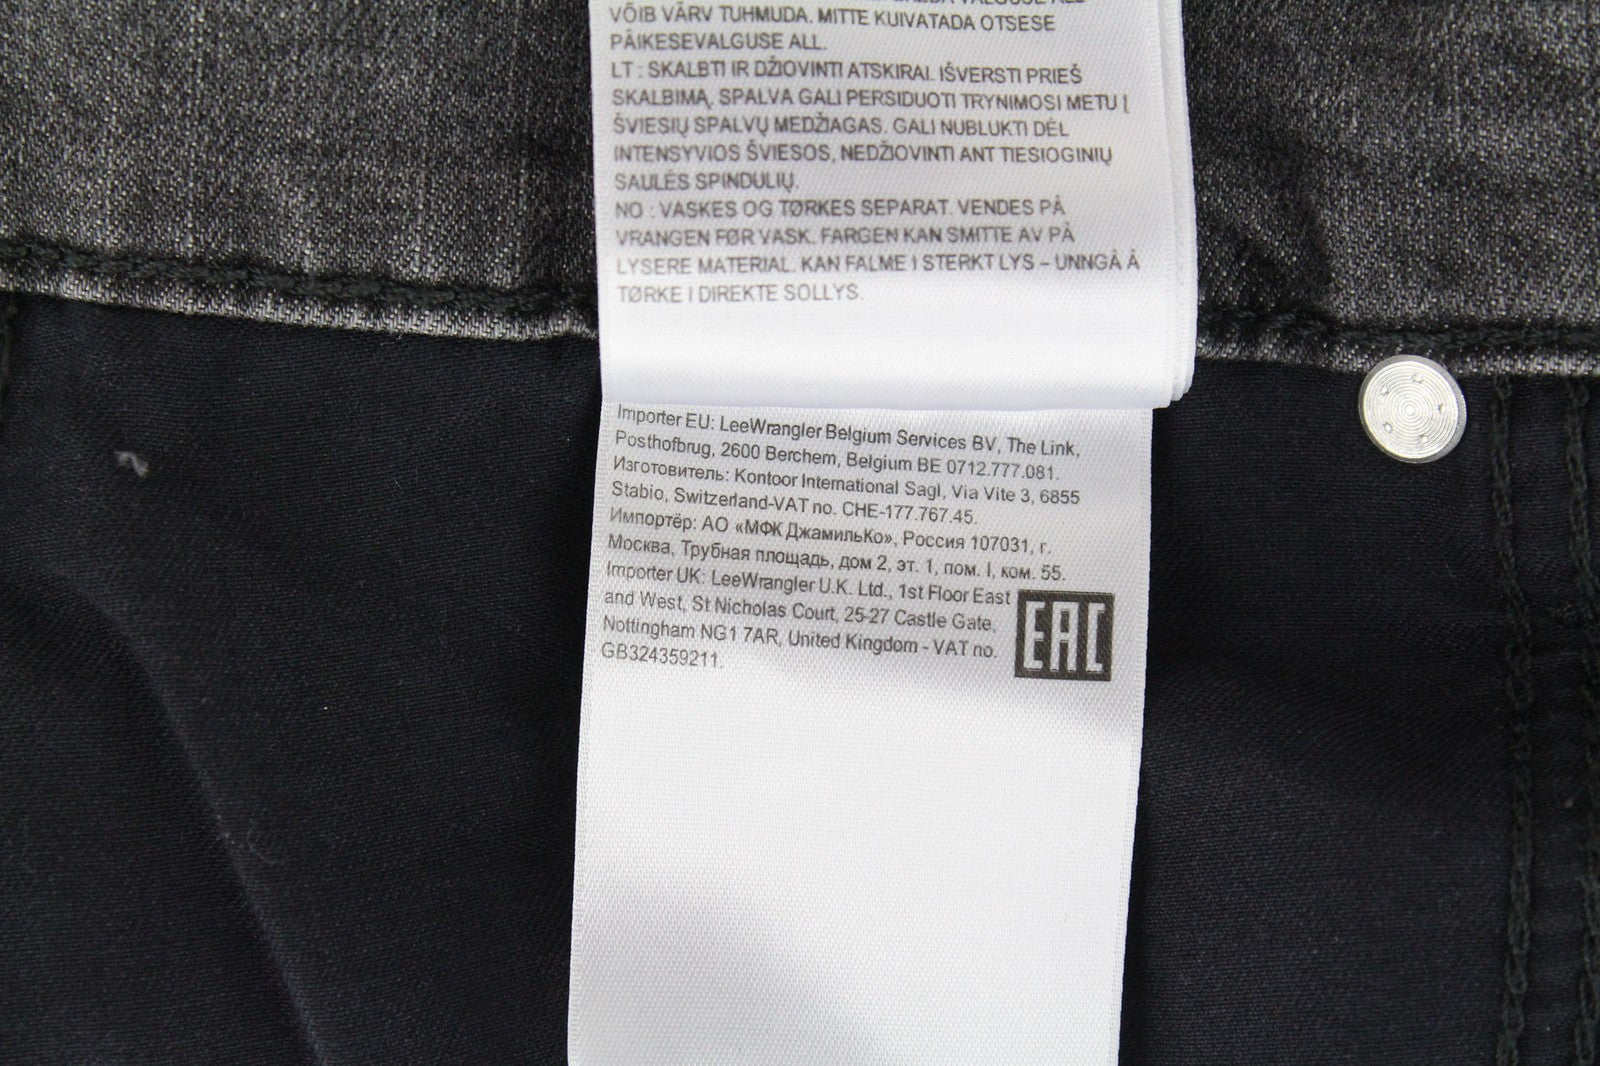 VALGUSE ALL
VÕIB VÄRV TUHMUDA. MITTE KUIVATADA OTSESE
PÄIKESEVALGUSE ALL.
LT : SKALBTI IR DŽIOVINTI ATSKIRAI. IŠVERSTI PRIEŠ
SKALBIMĄ. SPALVA GALI PERSIDUOTI TRYNIMOSI METU Į
ŠVIESIŲ SPALVŲ MEDŽIAGAS. GALI NUBLUKTI DĖL
INTENSYVIOS ŠVIESOS, NEDŽIOVINTI ANT TIESIOGINIŲ
SAULĖS SPINDULIŲ.
NO : VASKES OG TØRKES SEPARAT. VENDES PÅ
VRANGEN FØR VASK. FARGEN KAN SMITTE AV PÅ
LYSERE MATERIAL. KAN FALME I STERKT LYS – UNNGÅ Å
TØRKE I DIREKTE SOLLYS.
Importer EU: LeeWrangler Belgium Services BV, The Link,
Posthofbrug, 2600 Berchem, Belgium BE 0712.777.081.
Изготовитель: Kontoor International Sagl, Via Vite 3, 6855
Stabio, Switzerland-VAT no. CHE-177.767.45.
Импортёр: АО «МФК ДжамильКо», Россия 107031, г.
Москва, Трубная площадь, дом 2, эт. 1, пом. I, ком. 55.
Importer UK: LeeWrangler U.K. Ltd., 1st Floor East
and West, St Nicholas Court, 25-27 Castle Gate,
Nottingham NG1 7AR, United Kingdom - VAT no.
GB324359211.
EAC